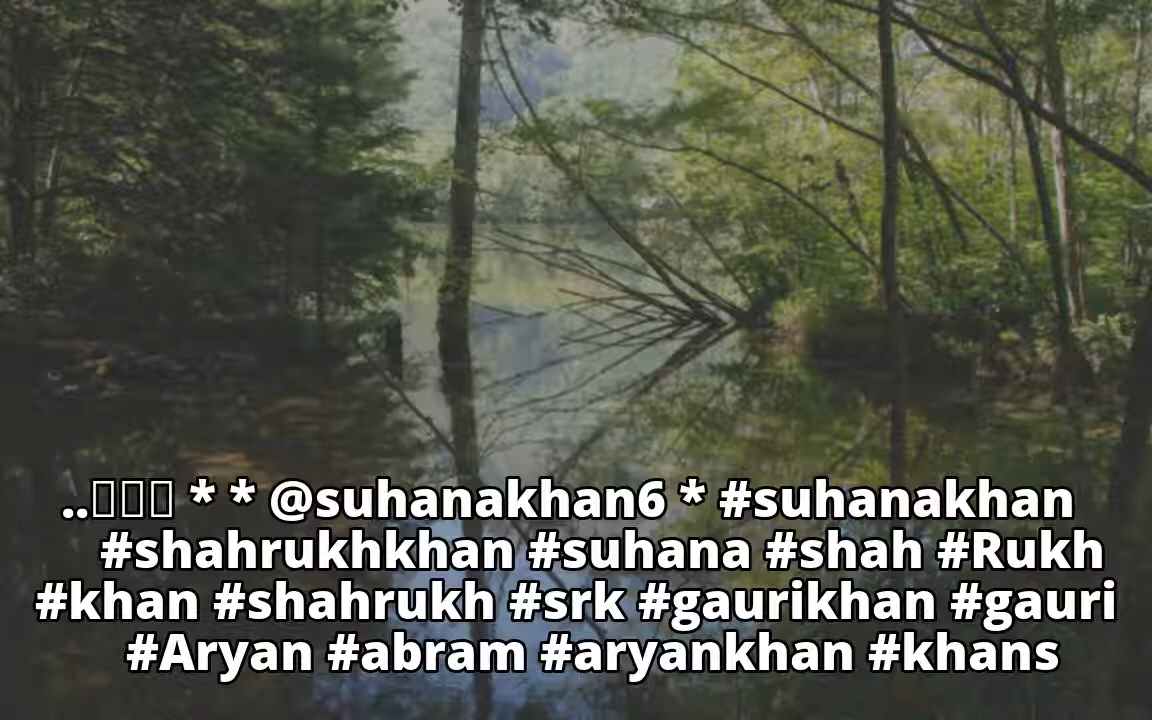 ..▯▯▯ * * @suhanakhan6 * #suhanakhan
#shahrukhkhan #suhana #shah #Rukh
#khan #shahrukh #srk #gaurikhan #gauri
#Aryan #abram #aryankhan #khans